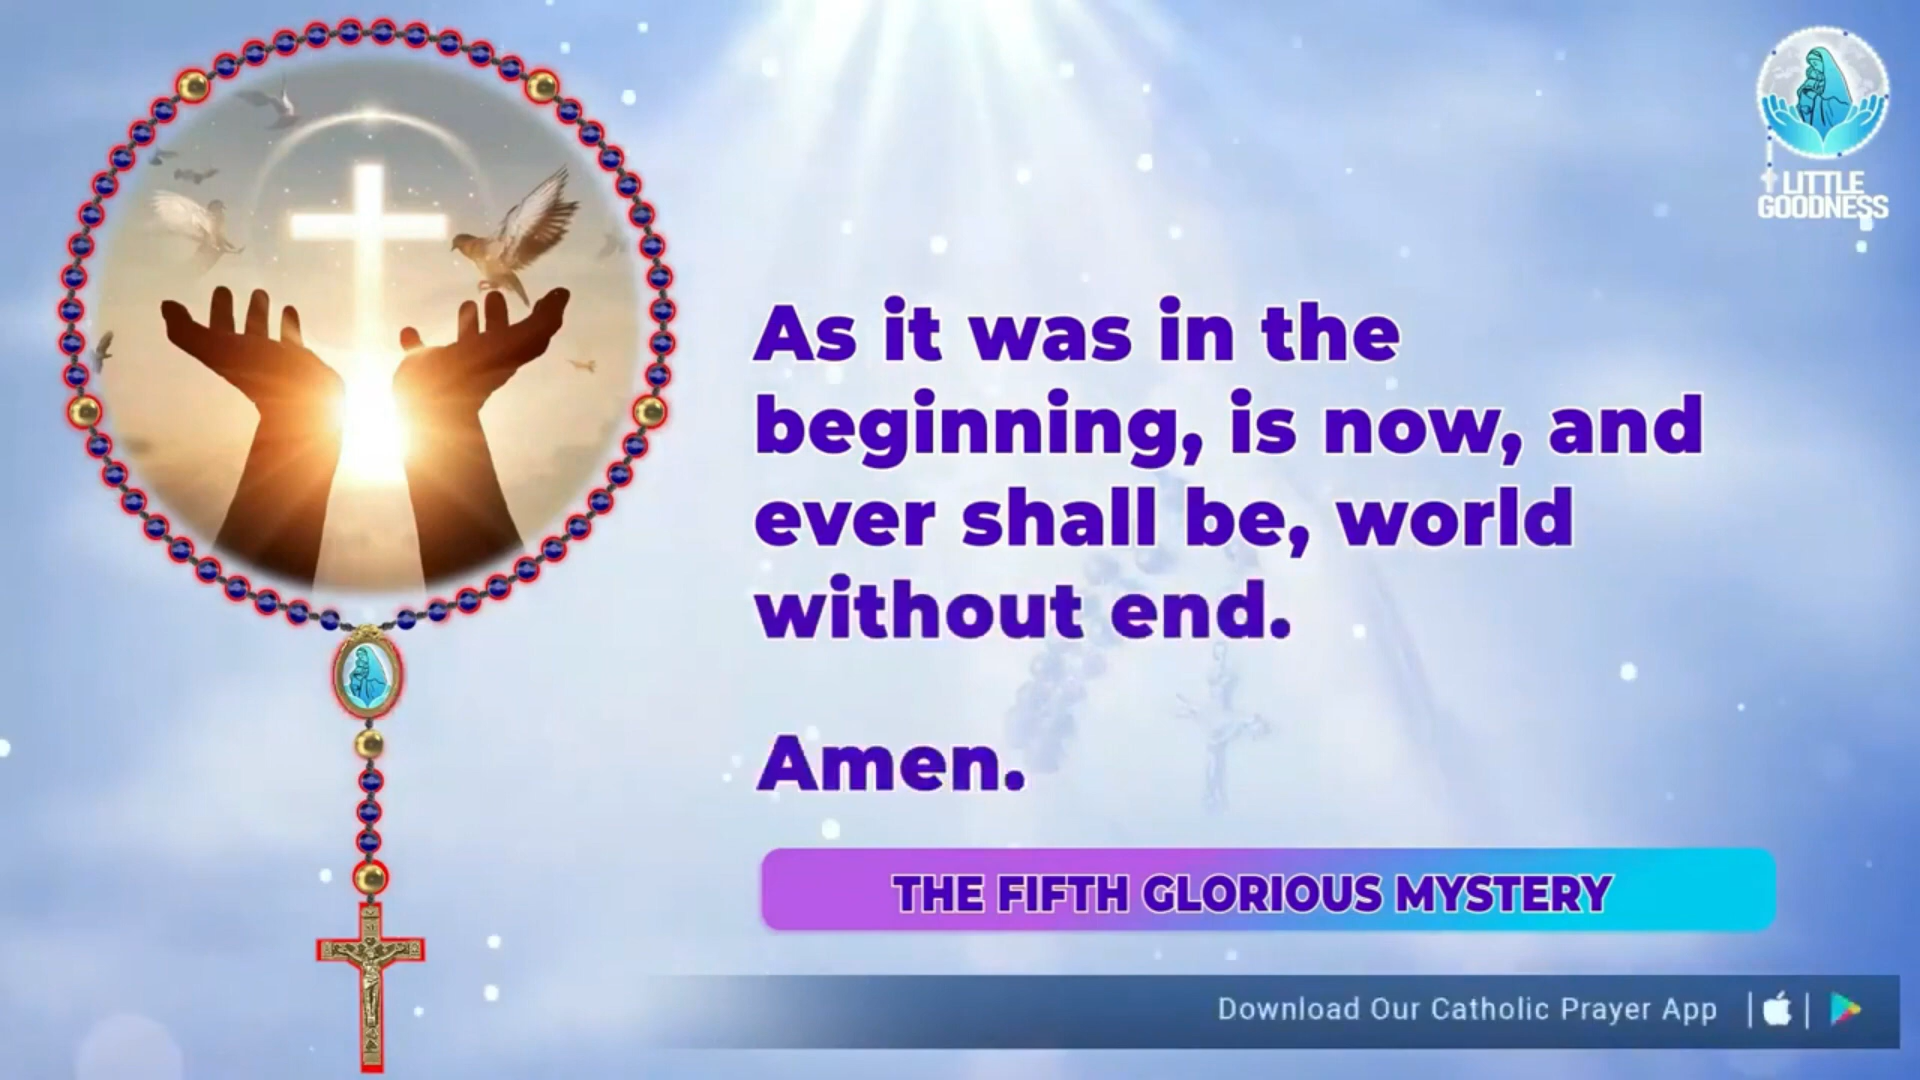 LITTLE
GOODNESS
As it was in the
beginning, is now, and
ever shall be, world
without end.
Amen.
THE FIFTH GLORIOUS MYSTERY
Download Our Catholic Prayer App